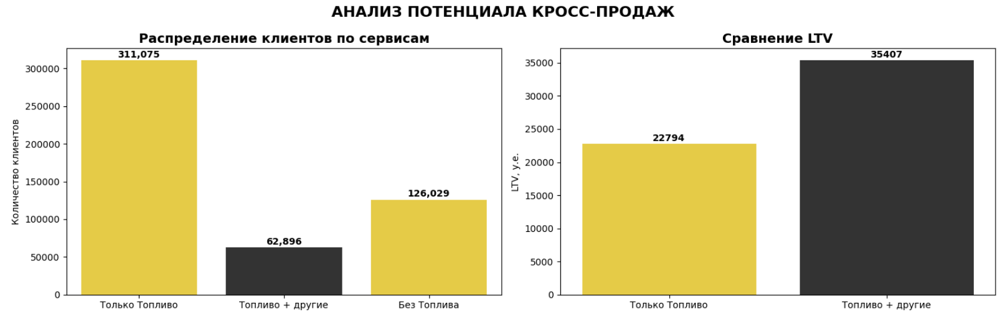 АНАЛИЗ ПОТЕНЦИАЛА КРОСС-ПРОДАЖ
Распределение клиентов по сервисам
Количество клиентов
300000
250000
200000
150000
100000
50000
0
311,075
62,896
126,029
Только Топливо
Топливо + другие
Без Топлива
Сравнение LTV
LTV, у.е.
35000
30000
25000
20000
15000
10000
5000
0
22794
35407
Только Топливо
Топливо + другие